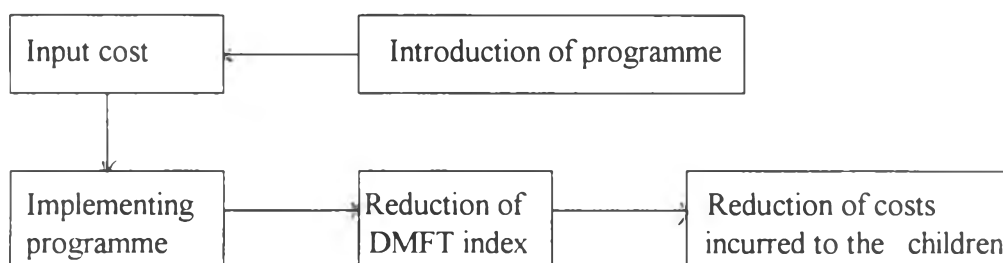 Input cost
Introduction of programme
Implementing
programme
Reduction of
DMFT index
Reduction of costs
incurred to the children